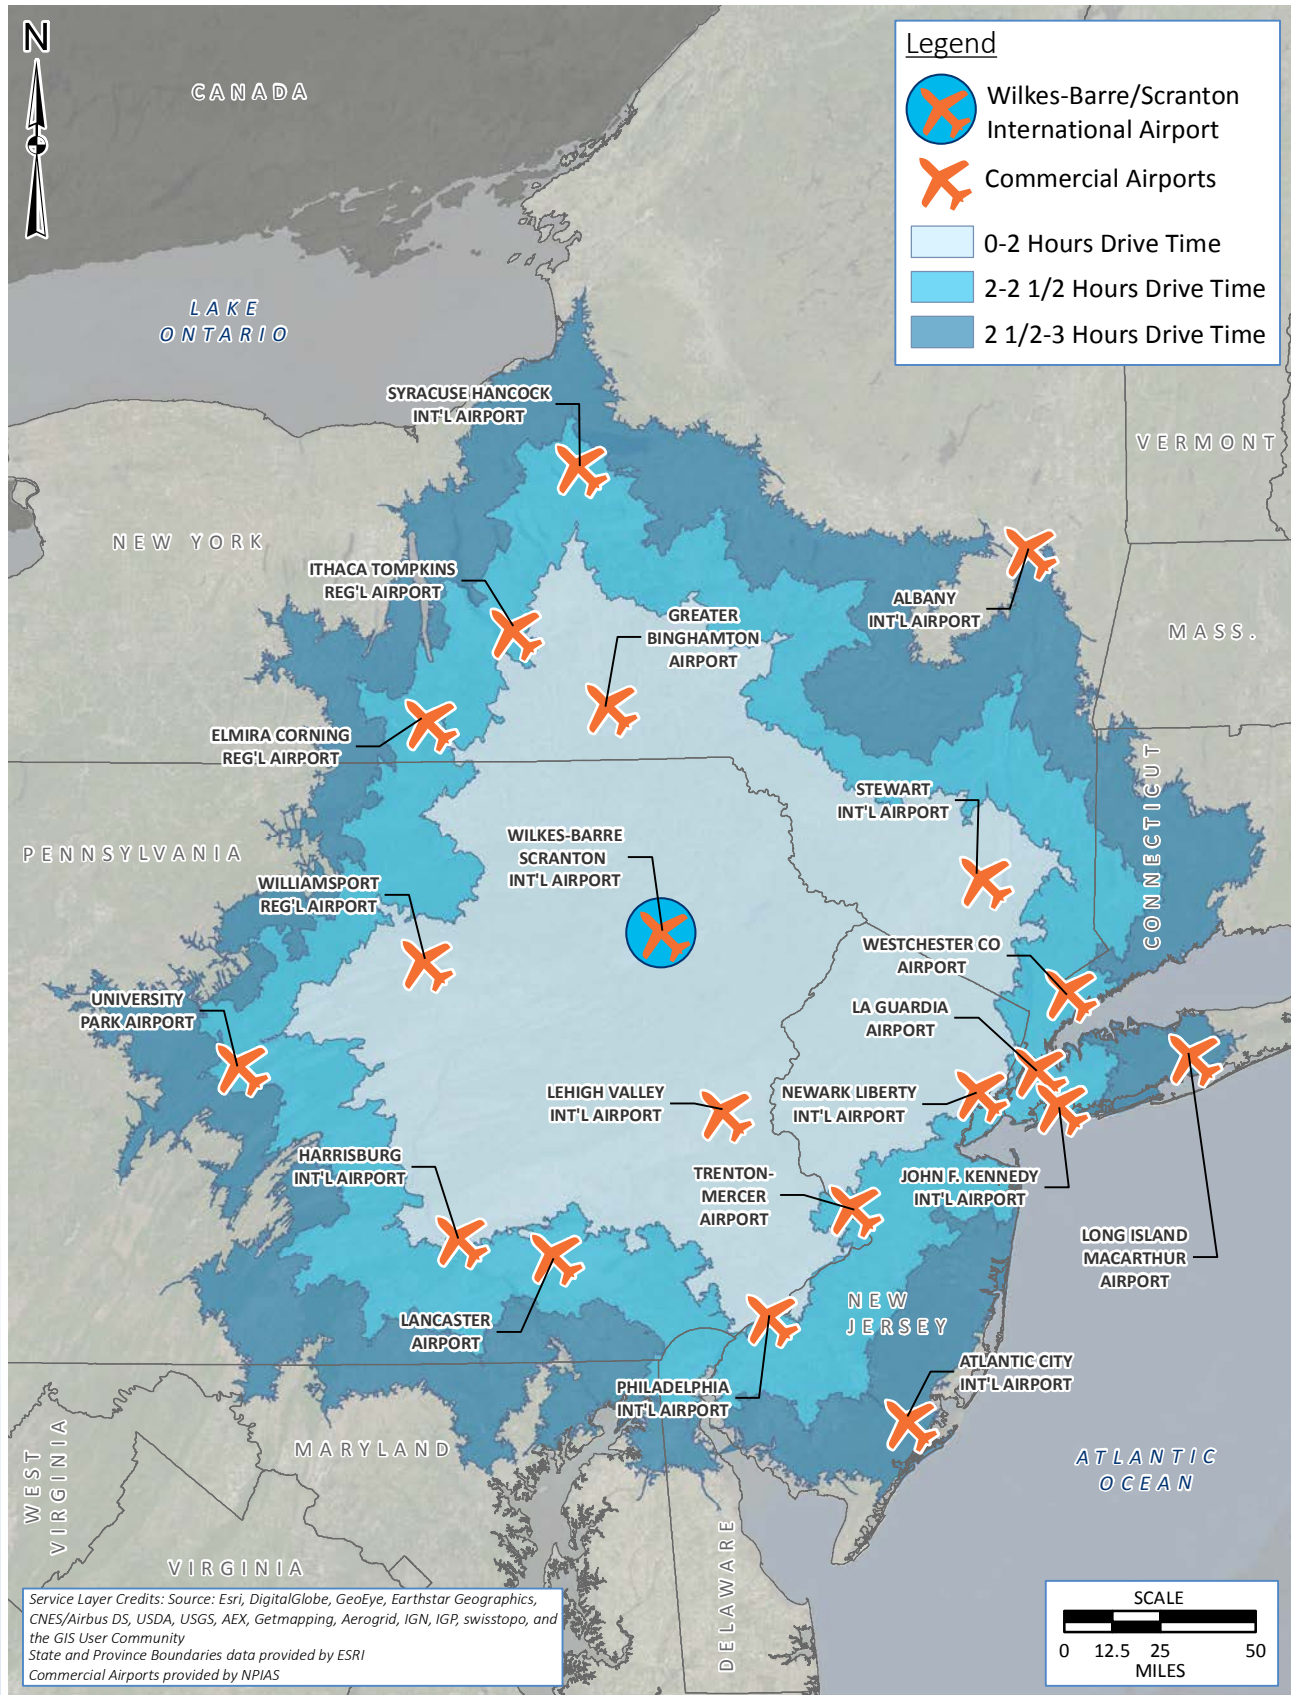 N
Legend
Wilkes-Barre/Scranton
International Airport
Commercial Airports
0-2 Hours Drive Time
2-2 1/2 Hours Drive Time
2 1/2-3 Hours Drive Time
CANADA
LAKE
ONTARIO
SYRACUSE HANCOCK
INT'L AIRPORT
VERMONT
NEW YORK
ITHACA TOMPKINS
REG'L AIRPORT
GREATER
BINGHAMTON
AIRPORT
ALBANY
INT'L AIRPORT
MASS.
ELMIRA CORNING
REG'L AIRPORT
CONNECTICUT
STEWART
INT'L AIRPORT
PENNSYLVANIA
WILKES-BARRE
SCRANTON
INT'L AIRPORT
WILLIAMSPORT
REG'L AIRPORT
WESTCHESTER CO
AIRPORT
UNIVERSITY
PARK AIRPORT
LA GUARDIA
AIRPORT
LEHIGH VALLEY
INT'L AIRPORT
NEWARK LIBERTY
INT'L AIRPORT
HARRISBURG
INT'L AIRPORT
TRENTON-
MERCER
AIRPORT
JOHN F. KENNEDY
INT'L AIRPORT
LONG ISLAND
MACARTHUR
AIRPORT
NEW
JERSEY
LANCASTER
AIRPORT
ATLANTIC CITY
INT'L AIRPORT
PHILADELPHIA
INT'L AIRPORT
WEST
VIRGINIA
MARYLAND
ATLANTIC
OCEAN
DELAWARE
VIRGINIA
Service Layer Credits: Source: Esri, DigitalGlobe, GeoEye, Earthstar Geographics,
CNES/Airbus DS, USDA, USGS, AEX, Getmapping, Aerogrid, IGN, IGP, swisstopo, and
the GIS User Community
State and Province Boundaries data provided by ESRI
Commercial Airports provided by NPIAS
SCALE
0 12.5 25 50
MILES